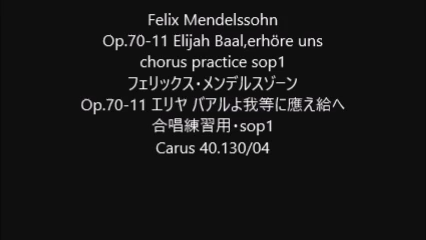 Felix Mendelssohn
Op.70-11 Elijah Baal,erhöre uns
chorus practice sop1
フェリックス・メンデルスゾーン
Op.70-11 エリヤ バアルよ我等に應え給へ
合唱練習用・sop1
Carus 40.130/04